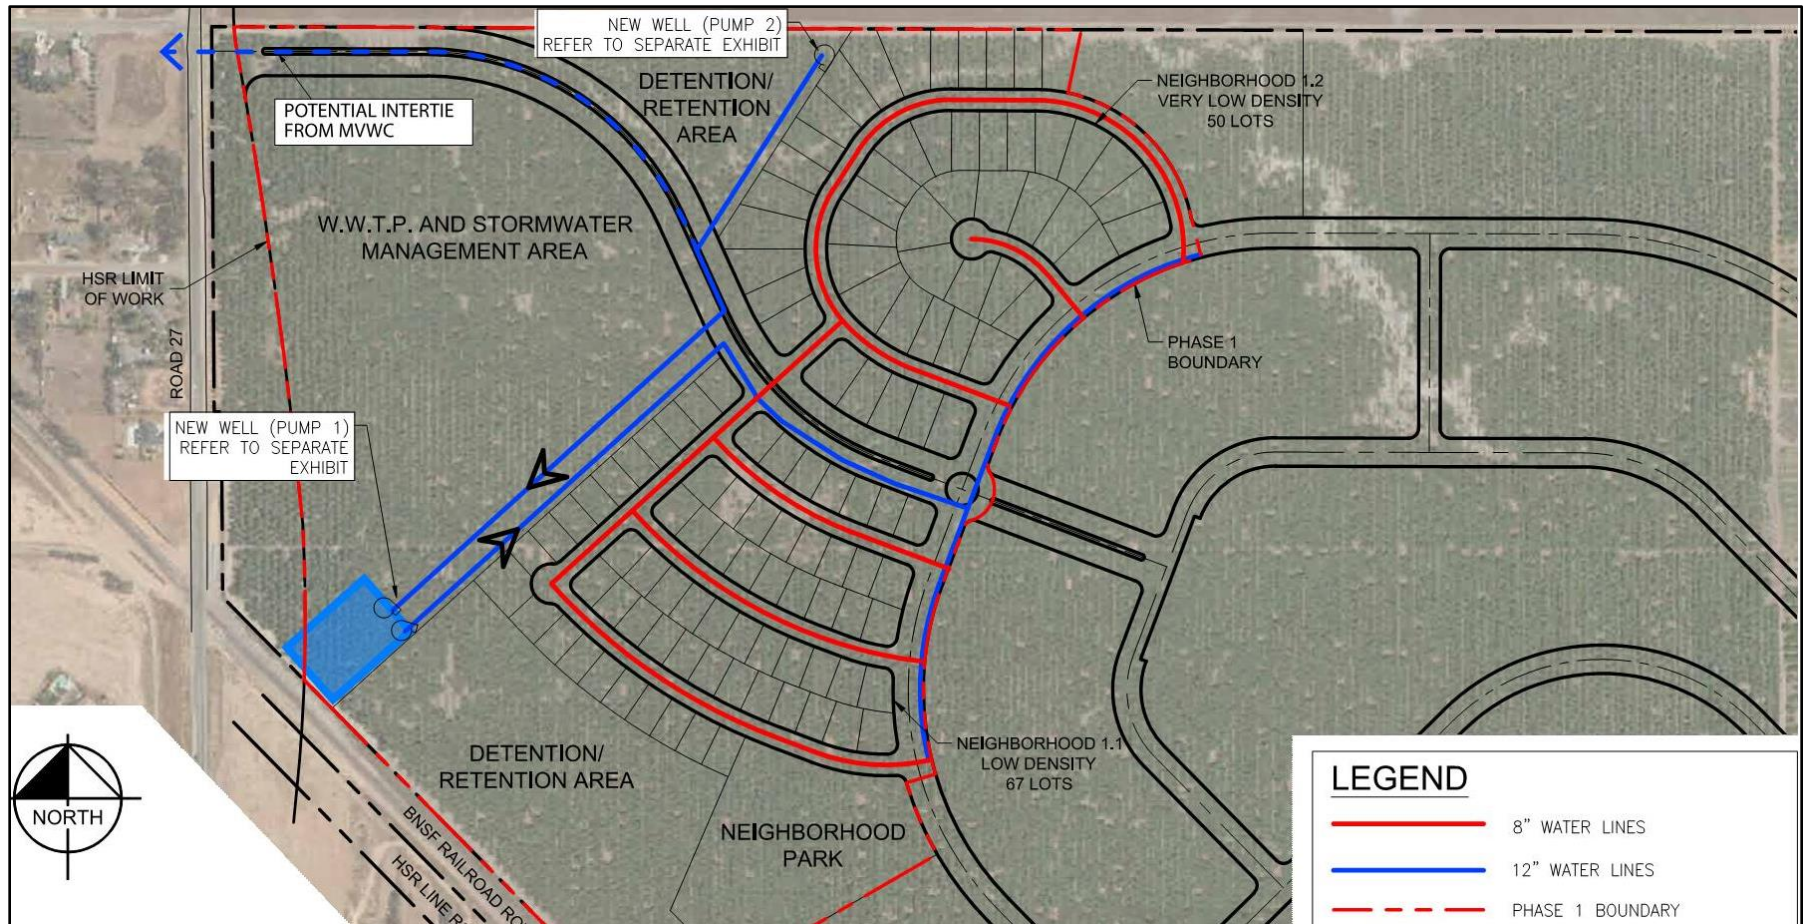 NEW WELL (PUMP 2)
REFER TO SEPARATE EXHIBIT
POTENTIAL INTERTIE
FROM MVWC
DETENTION/
RETENTION
AREA
NEIGHBORHOOD 1.2
VERY LOW DENSITY
50 LOTS
W.W.T.P. AND STORMWATER
MANAGEMENT AREA
HSR LIMIT
OF WORK
ROAD 27
PHASE 1
BOUNDARY
NEW WELL (PUMP 1)
REFER TO SEPARATE
EXHIBIT
DETENTION/
RETENTION AREA
NEIGHBORHOOD 1.1
LOW DENSITY
67 LOTS
NEIGHBORHOOD
PARK
NORTH
BNSF RAILROAD
HSR LINE
LEGEND
8" WATER LINES
12" WATER LINES
PHASE 1 BOUNDARY